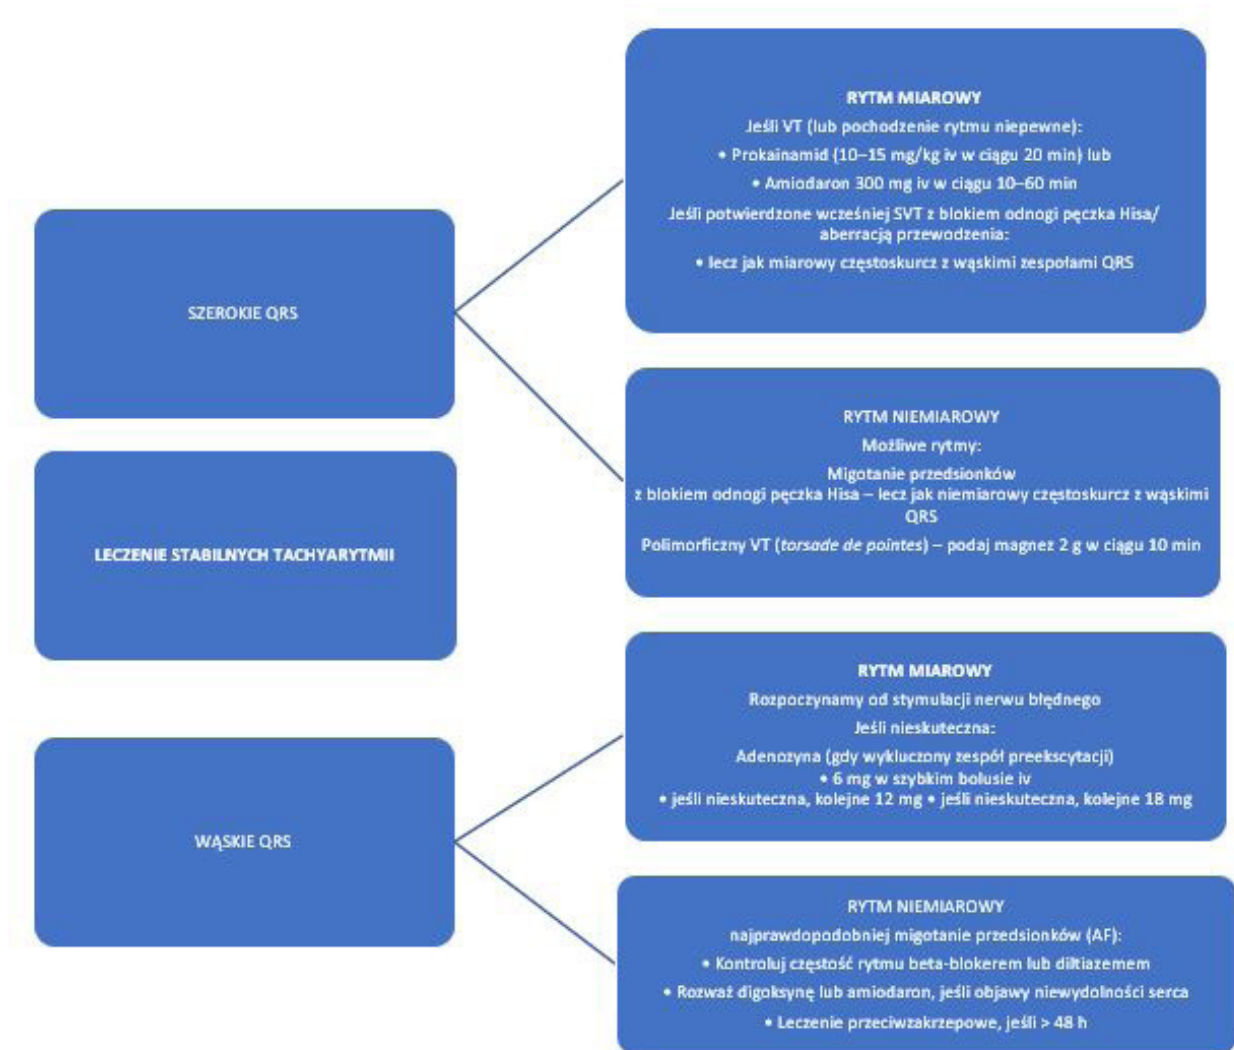 SZEROKIE QRS
RYTM MIAROWY
Jeśli VT (lub pochodzenie rytmu niepewne):
• Prokainamid (10–15 mg/kg iv w ciągu 20 min) lub
• Amiodaron 300 mg iv w ciągu 10–60 min
Jeśli potwierdzone wcześniej SVT z blokiem odnogi pęczka Hisa/
aberracją przewodzenia:
• lecz jak miarowy częstoskurcz z wąskimi zespołami QRS
RYTM NIEMIAROWY
Możliwe rytmy:
Migotanie przedsionków
z blokiem odnogi pęczka Hisa – lecz jak niemiarowy częstoskurcz z wąskimi
QRS
Polimorficzny VT (torsade de pointes) – podaj magnez 2 g w ciągu 10 min
LECZENIE STABILNYCH TACHYARYTMII
WĄSKIE QRS
RYTM MIAROWY
Rozpoczynamy od stymulacji nerwu błędnego
Jeśli nieskuteczna:
Adenozyna (gdy wykluczony zespół preekscytacji)
• 6 mg w szybkim bolusie iv
• jeśli nieskuteczna, kolejne 12 mg • jeśli nieskuteczna, kolejne 18 mg
RYTM NIEMIAROWY
najprawdopodobniej migotanie przedsionków (AF):
• Kontroluj częstość rytmu beta-blokerem lub diltiazemem
• Rozważ digoksynę lub amiodaron, jeśli objawy niewydolności serca
• Leczenie przeciwzakrzepowe, jeśli > 48 h